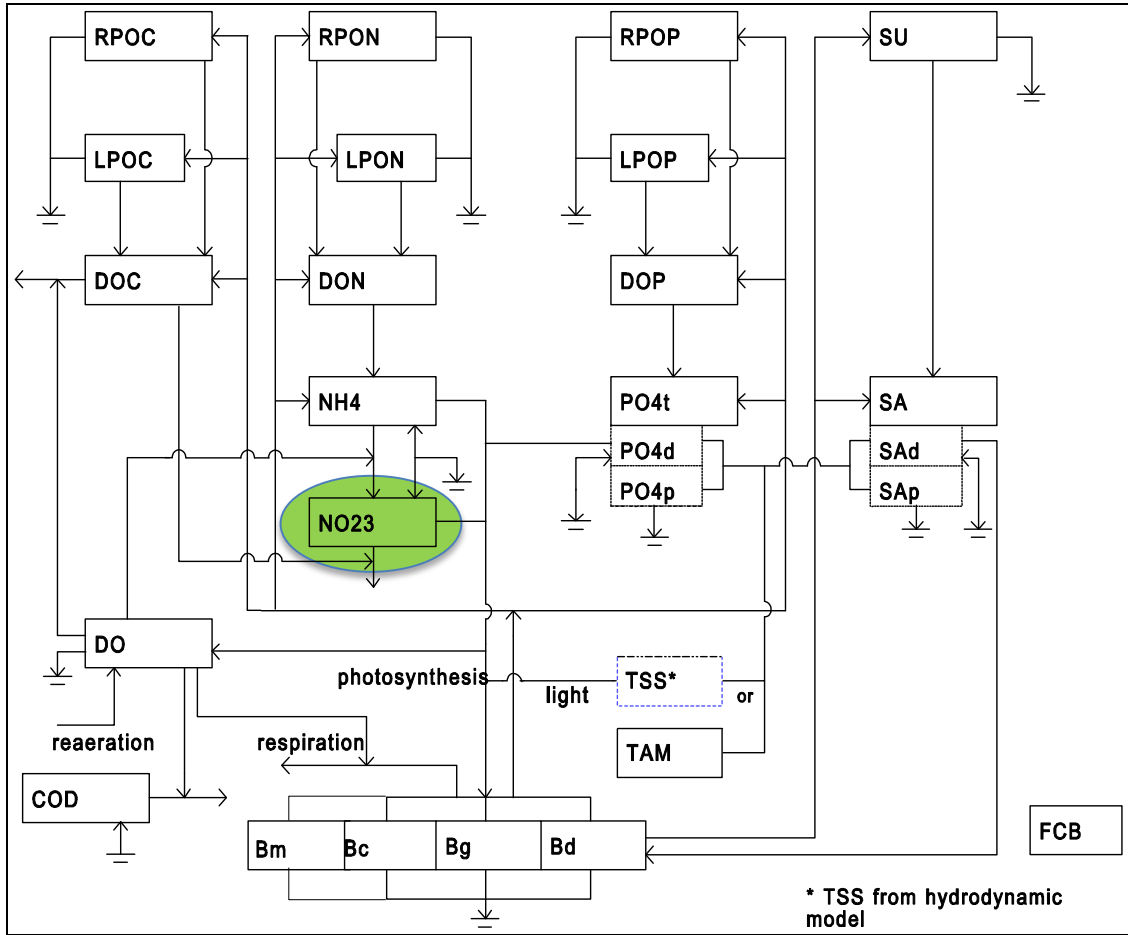 RPOC
RPON
RPOP
SU
LPOC
LPON
LPOP
DOC
DON
DOP
NH4
PO4t
SA
PO4d
SAd
PO4p
SAp
NO23
DO
photosynthesis
light
TSS*
or
reaeration
respiration
TAM
COD
Bm
Bc
Bg
Bd
FCB
* TSS from hydrodynamic
model